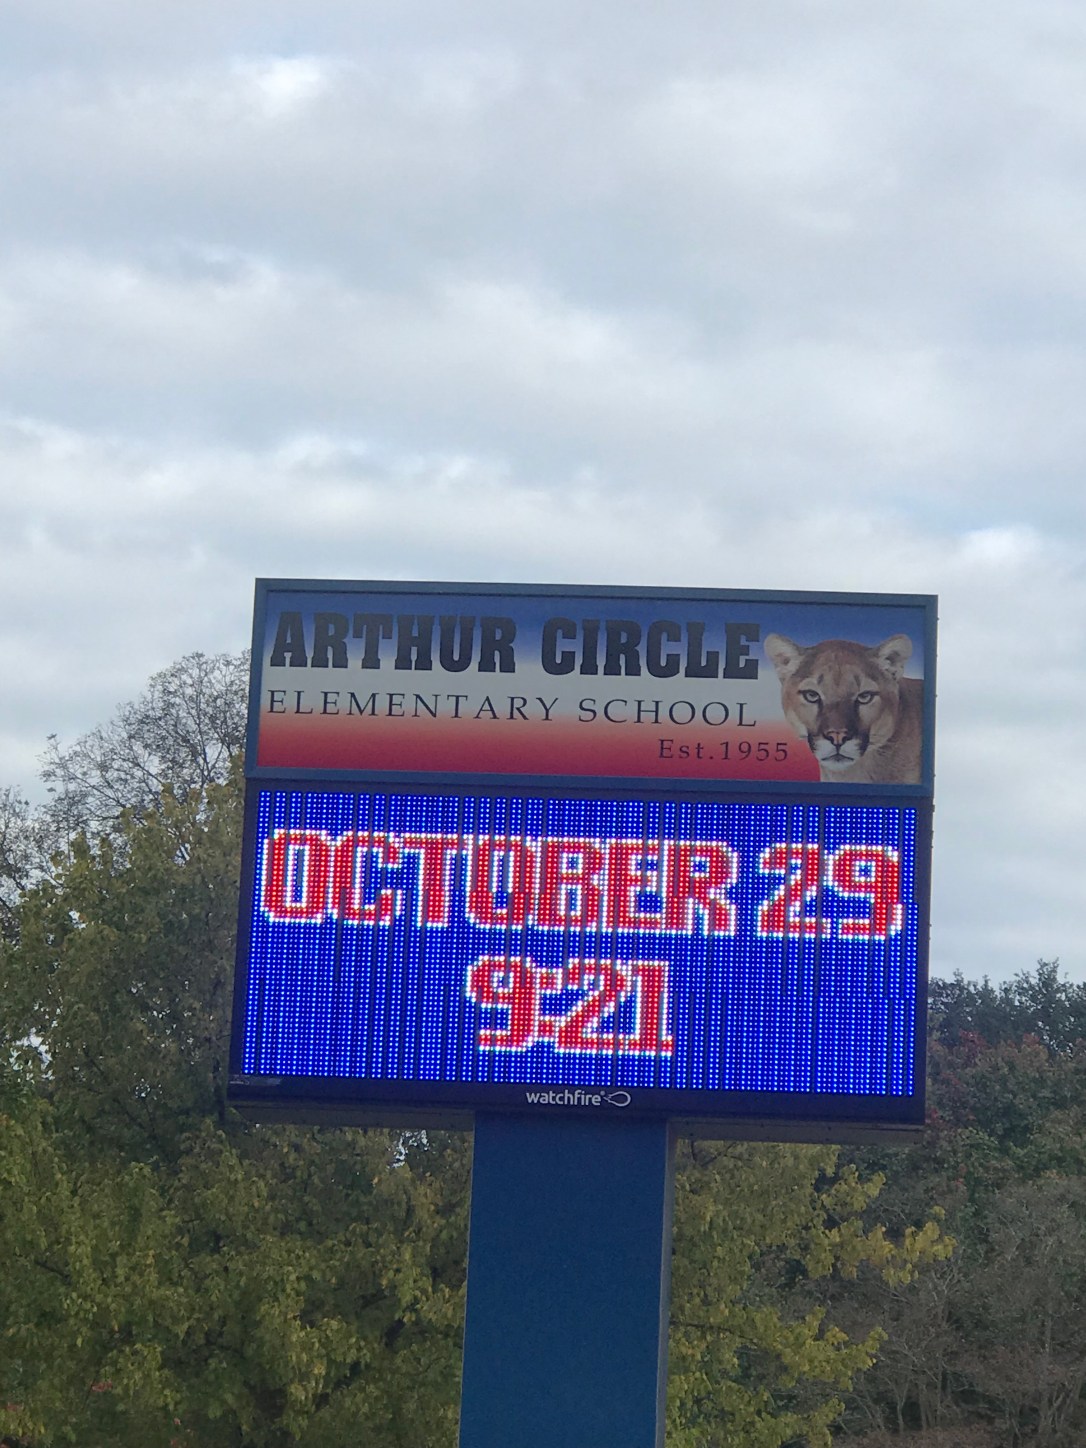 ARTHUR CIRCLE
ELEMENTARY SCHOOL
Est.1955
OCTOBER 29
9:21
watchfire